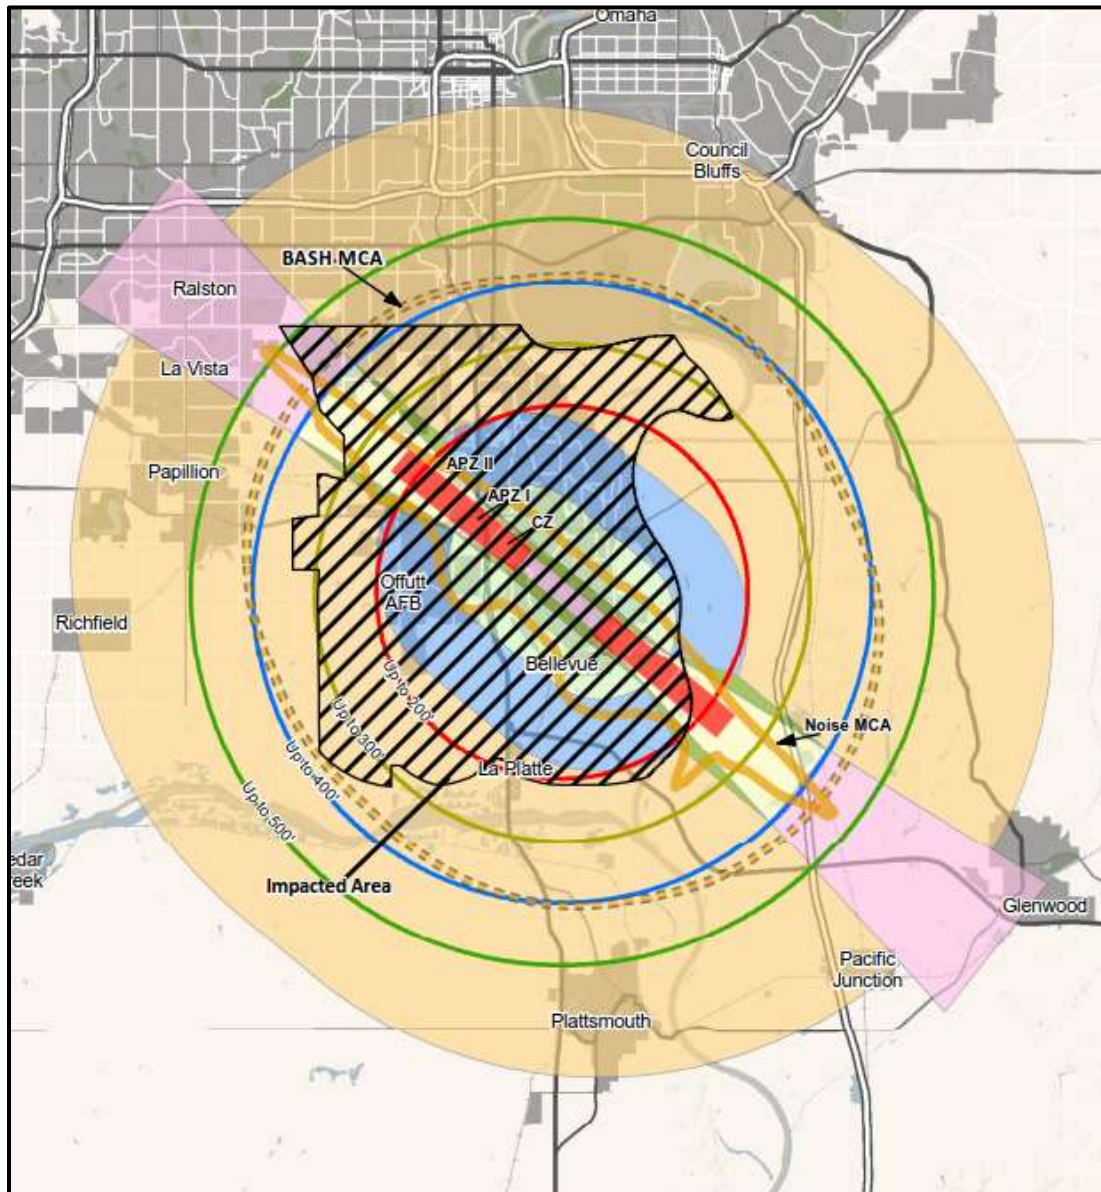 Omaha
Council
Bluffs
BASH MCA
Ralston
La Vista
Papillion
APZ II
APZ I
CZ
Offutt
AFB
Richfield
Bellevue
Up to 200'
Up to 300'
Noise MCA
La Platte
Up to 400'
Up to 500'
edar
reek
Impacted Area
Glenwood
Pacific
Junction
Plattsmouth